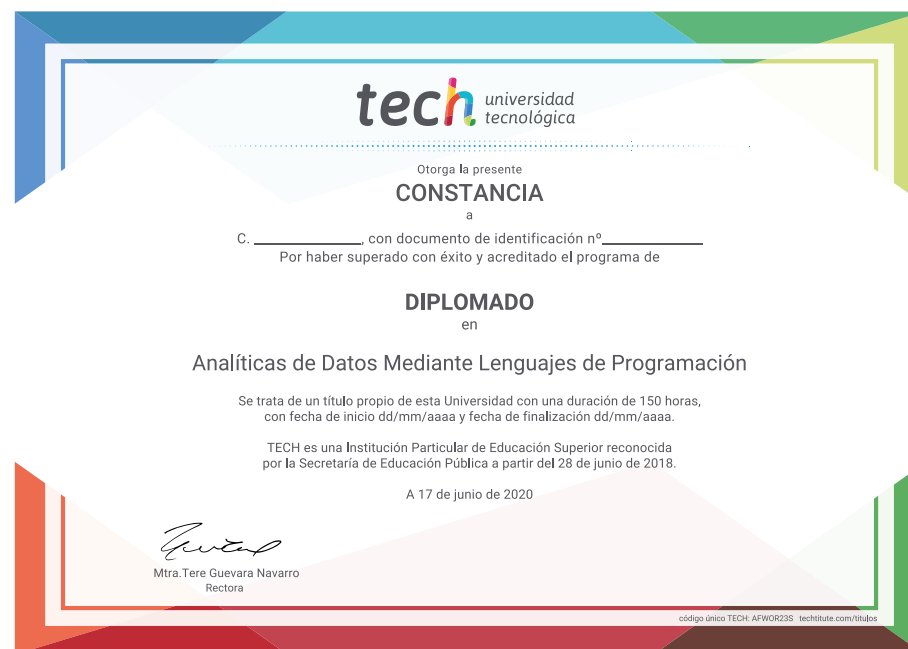 tech universidad
tecnológica
Otorga la presente
CONSTANCIA
a
C. ____________, con documento de identificación nº____________
Por haber superado con éxito y acreditado el programa de
DIPLOMADO
en
Analíticas de Datos Mediante Lenguajes de Programación
Se trata de un título propio de esta Universidad con una duración de 150 horas,
con fecha de inicio dd/mm/aaaa y fecha de finalización dd/mm/aaaa.
TECH es una Institución Particular de Educación Superior reconocida
por la Secretaría de Educación Pública a partir del 28 de junio de 2018.
A 17 de junio de 2020
Mtra.Tere Guevara Navarro
Rectora
código único TECH: AFWOR23S techtitute.com/titulos